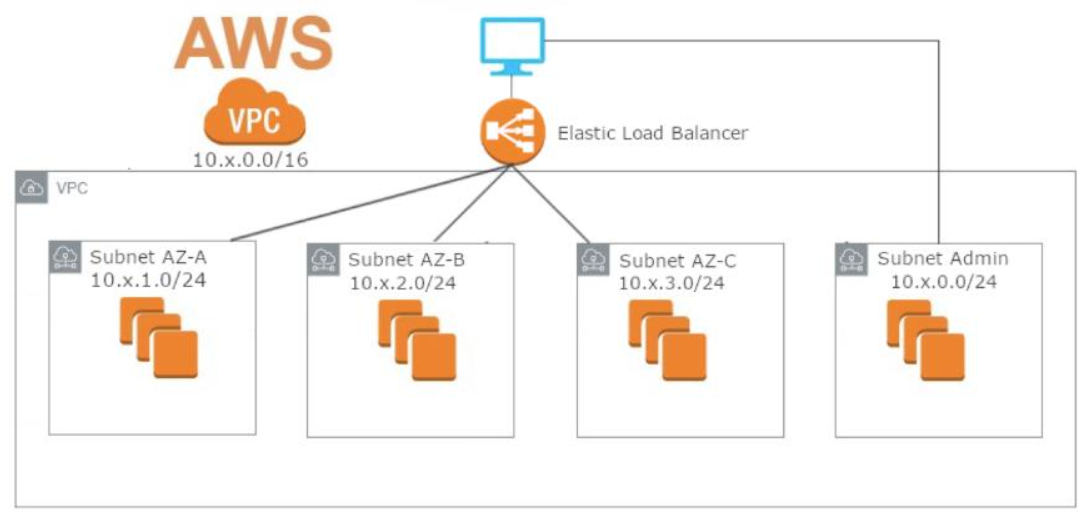 AWS
VPC
10.x.0.0/16
Elastic Load Balancer
VPC
Subnet AZ-A
10.x.1.0/24
Subnet AZ-B
10.x.2.0/24
Subnet AZ-C
10.x.3.0/24
Subnet Admin
10.x.0.0/24